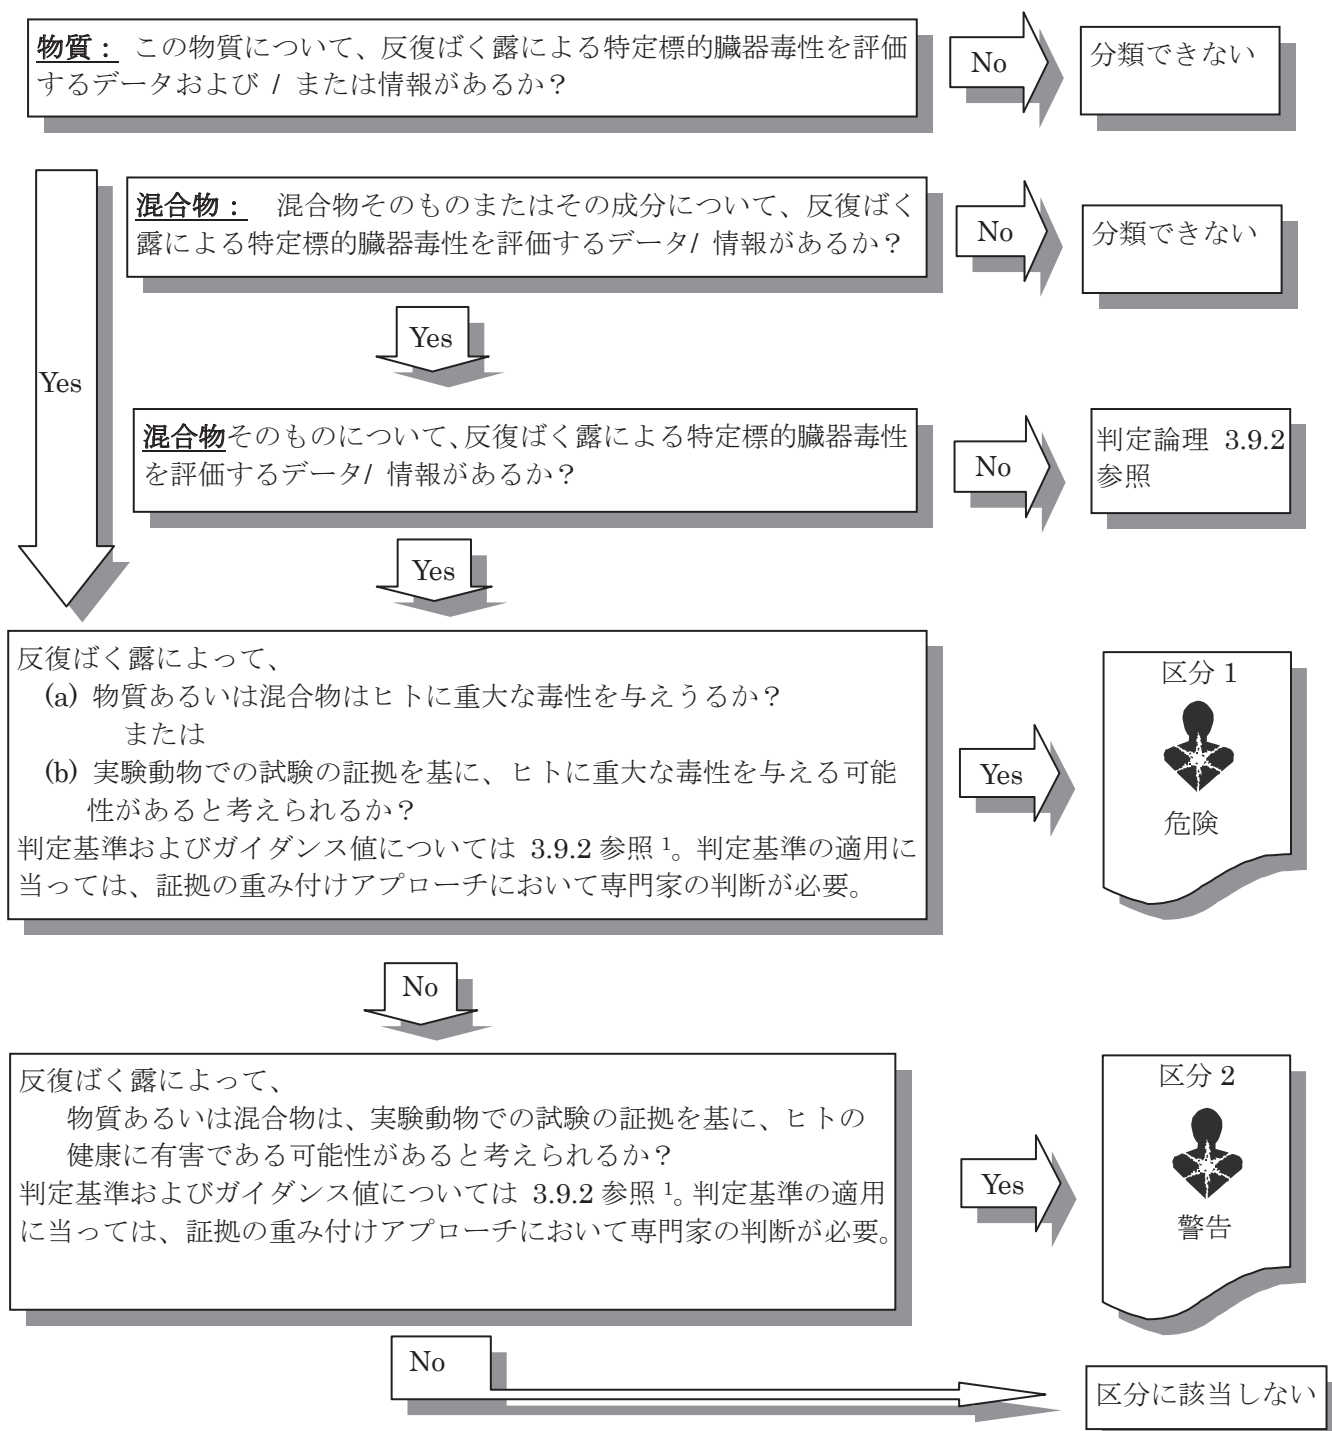 物質： この物質について、反復ばく露による特定標的臓器毒性を評価
するデータおよび / または情報があるか？
No
分類できない
混合物： 混合物そのものまたはその成分について、反復ばく
露による特定標的臓器毒性を評価するデータ/ 情報があるか？
No
分類できない
Yes
Yes
混合物そのものについて、反復ばく露による特定標的臓器毒性
を評価するデータ/ 情報があるか？
No
判定論理 3.9.2
参照
Yes
反復ばく露によって、
(a) 物質あるいは混合物はヒトに重大な毒性を与えうるか？
または
(b) 実験動物での試験の証拠を基に、ヒトに重大な毒性を与える可能
性があると考えられるか？
判定基準およびガイダンス値については 3.9.2 参照 ¹。判定基準の適用に
当っては、証拠の重み付けアプローチにおいて専門家の判断が必要。
Yes
区分 1
危険
No
反復ばく露によって、
物質あるいは混合物は、実験動物での試験の証拠を基に、ヒトの
健康に有害である可能性があると考えられるか？
判定基準およびガイダンス値については 3.9.2 参照 ¹。判定基準の適用
に当っては、証拠の重み付けアプローチにおいて専門家の判断が必要。
Yes
区分 2
警告
No
区分に該当しない